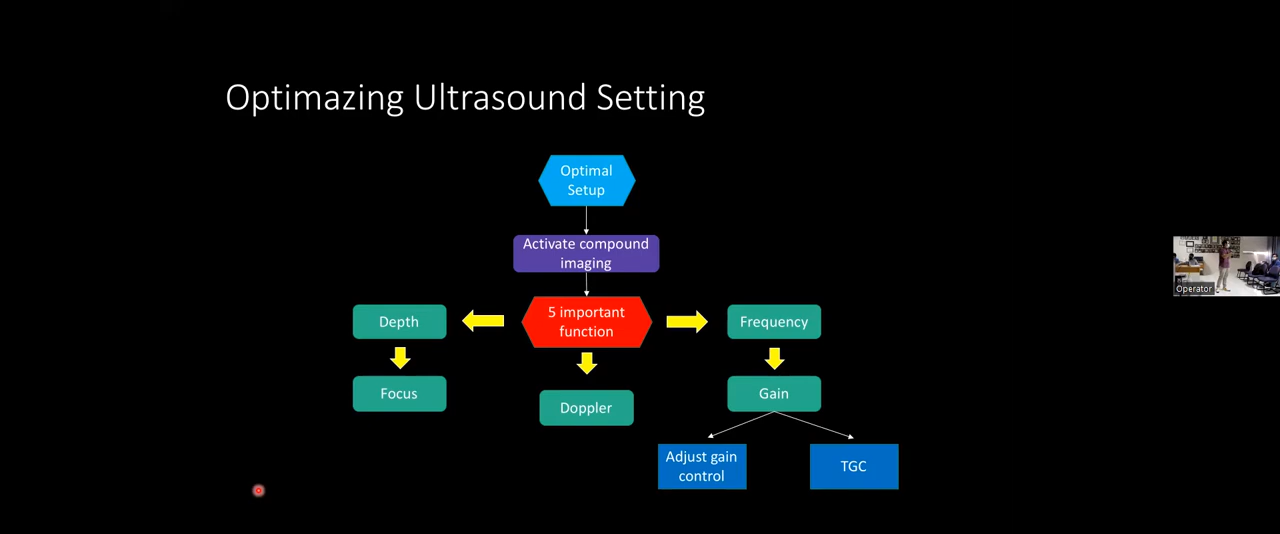 Optimazing Ultrasound Setting
Optimal
Setup
Activate compound
imaging
5 important
function
Depth
Frequency
Focus
Doppler
Gain
Adjust gain
control
TGC
Operator